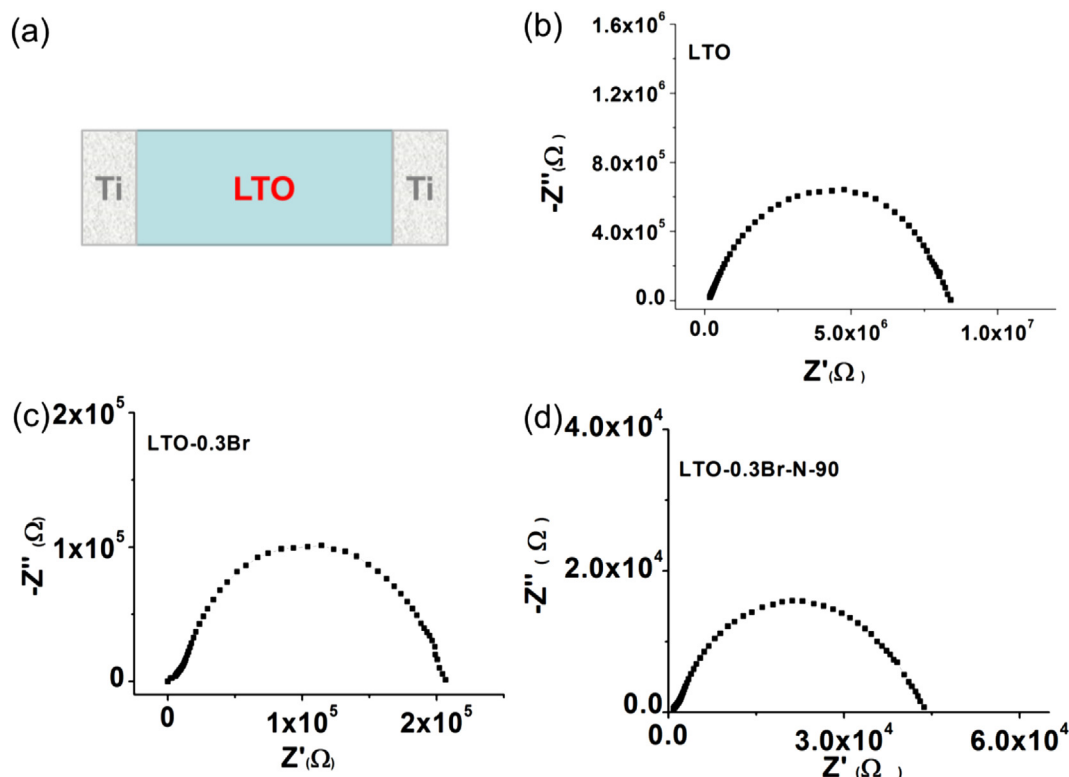 (a)
Ti LTO Ti
(b)
LTO
1.6x10⁶
1.2x10⁶
8.0x10⁵
4.0x10⁵
0.0
-Z''(Ω)
0.0 5.0x10⁶ 1.0x10⁷
Z'(Ω )
(c)
LTO-0.3Br
2x10⁵
1x10⁵
0
-Z'' (Ω)
0 1x10⁵ 2x10⁵
Z'(Ω)
(d)
LTO-0.3Br-N-90
4.0x10⁴
2.0x10⁴
0.0
-Z'' ( Ω )
0.0 3.0x10⁴ 6.0x10⁴
Z' (Ω )